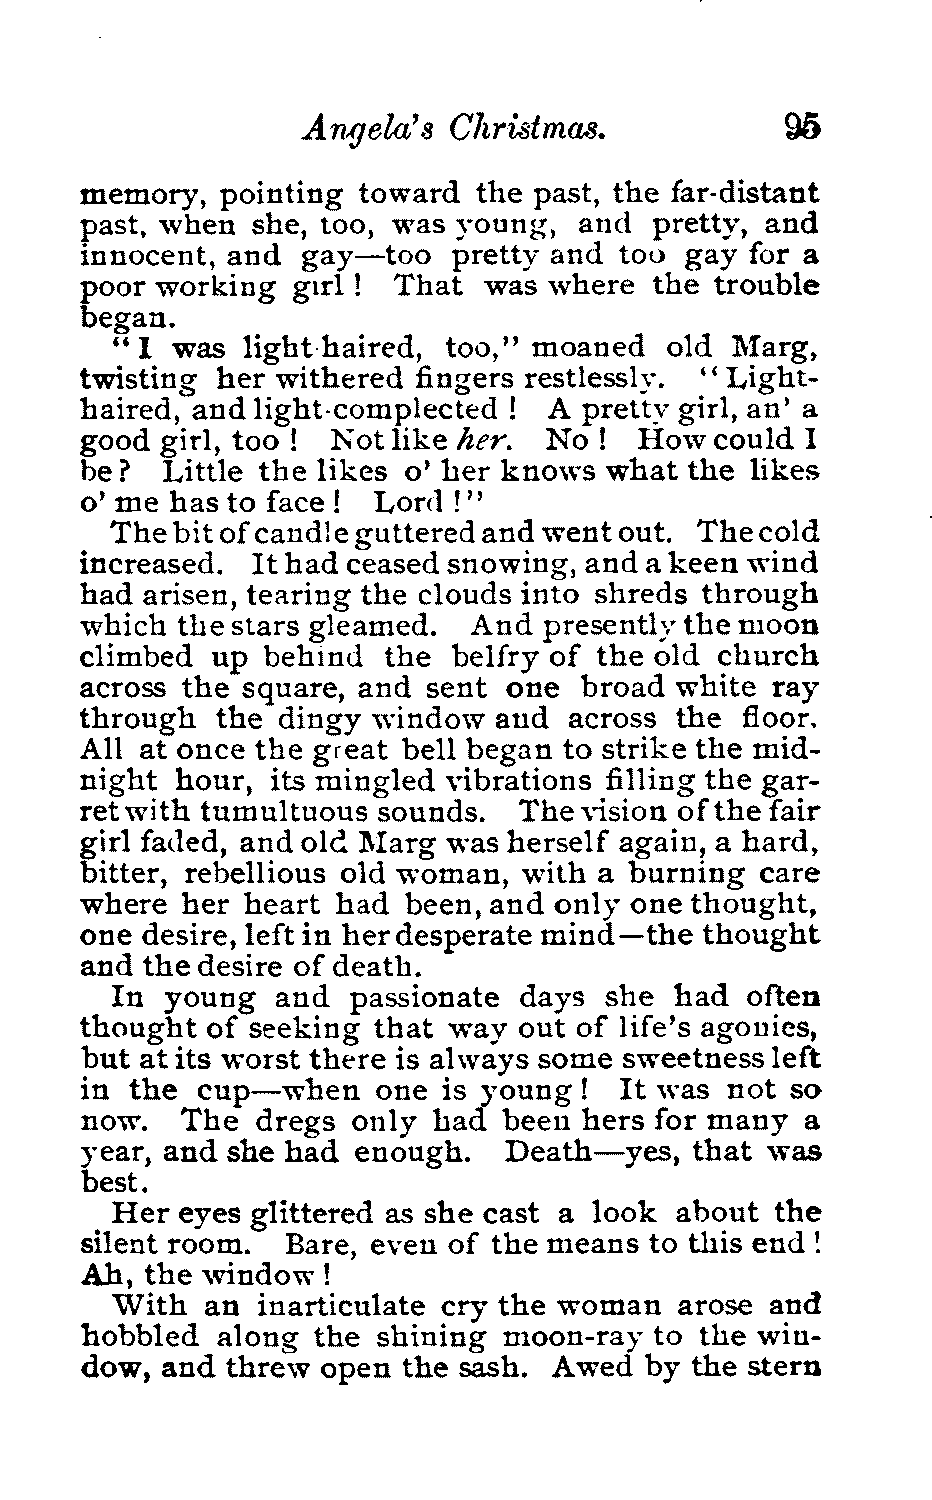 Angela's Christmas. 95
memory, pointing toward the past, the far-distant
past, when she, too, was young, and pretty, and
innocent, and gay—too pretty and too gay for a
poor working girl! That was where the trouble
began.
"I was light-haired, too," moaned old Marg,
twisting her withered fingers restlessly. "Light-
haired, and light-complected! A pretty girl, an' a
good girl, too! Not like her. No! How could I
be? Little the likes o' her knows what the likes
o' me has to face! Lord!"
The bit of candle guttered and went out. The cold
increased. It had ceased snowing, and a keen wind
had arisen, tearing the clouds into shreds through
which the stars gleamed. And presently the moon
climbed up behind the belfry of the old church
across the square, and sent one broad white ray
through the dingy window and across the floor.
All at once the great bell began to strike the mid-
night hour, its mingled vibrations filling the gar-
ret with tumultuous sounds. The vision of the fair
girl faded, and old Marg was herself again, a hard,
bitter, rebellious old woman, with a burning care
where her heart had been, and only one thought,
one desire, left in her desperate mind—the thought
and the desire of death.
In young and passionate days she had often
thought of seeking that way out of life's agonies,
but at its worst there is always some sweetness left
in the cup—when one is young! It was not so
now. The dregs only had been hers for many a
year, and she had enough. Death—yes, that was
best.
Her eyes glittered as she cast a look about the
silent room. Bare, even of the means to this end!
Ah, the window!
With an inarticulate cry the woman arose and
hobbled along the shining moon-ray to the win-
dow, and threw open the sash. Awed by the stern